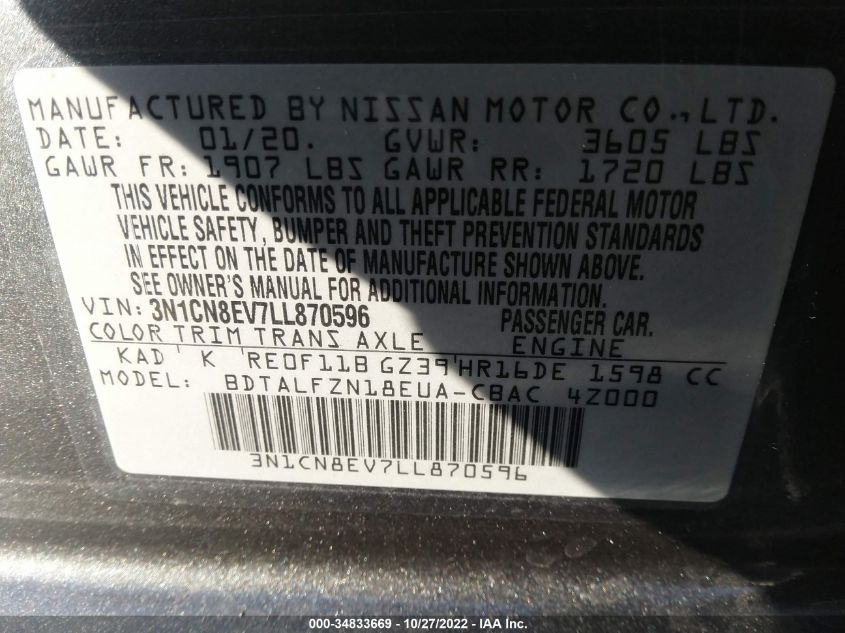 MANUFACTURED BY NISSAN MOTOR CO., LTD.
DATE: 01/20. GVWR: 3605 LBS
GAWR FR: 1907 LBS GAWR RR: 1720 LBS
THIS VEHICLE CONFORMS TO ALL APPLICABLE FEDERAL MOTOR
VEHICLE SAFETY, BUMPER AND THEFT PREVENTION STANDARDS
IN EFFECT ON THE DATE OF MANUFACTURE SHOWN ABOVE.
SEE OWNER'S MANUAL FOR ADDITIONAL INFORMATION.
VIN: 3N1CN8EV7LL870596 PASSENGER CAR.
COLOR TRIM TRANS AXLE ENGINE
KAD ' K 'RE0F11B GZ39'HR16DE 1598 CC
MODEL: BDTALFZN18EUA-CBAC 4Z000
3N1CN8EV7LL870596
000-34833669 - 10/27/2022 - IAA Inc.